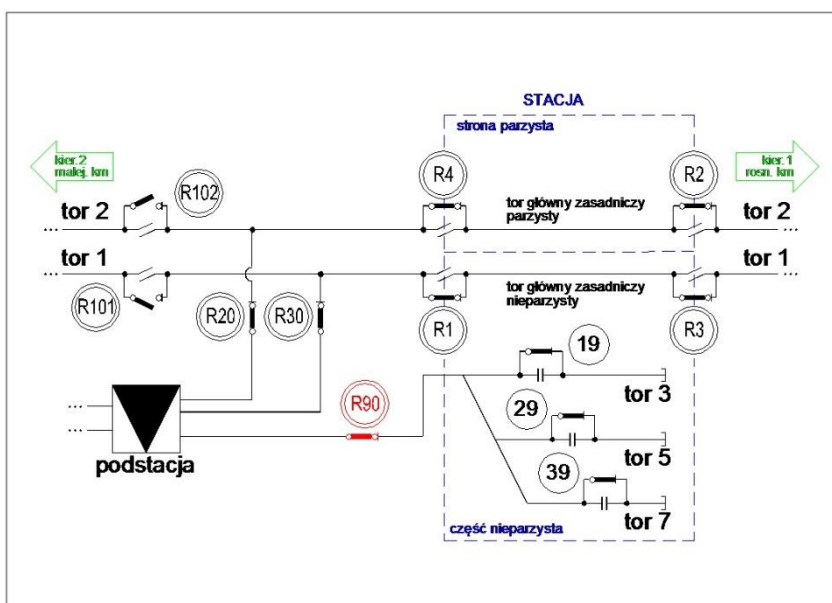 STACJA
strona parzysta
kier.2
malej. km
kier.1
rosn. km
R102
R4
R2
tor 2
tor główny zasadniczy
parzysty
tor 2
...
...
tor 1
tor 1
...
...
tor główny zasadniczy
nieparzysty
R101
R20
R30
R1
R3
19
R90
tor 3
29
...
...
podstacja
tor 5
39
tor 7
część nieparzysta